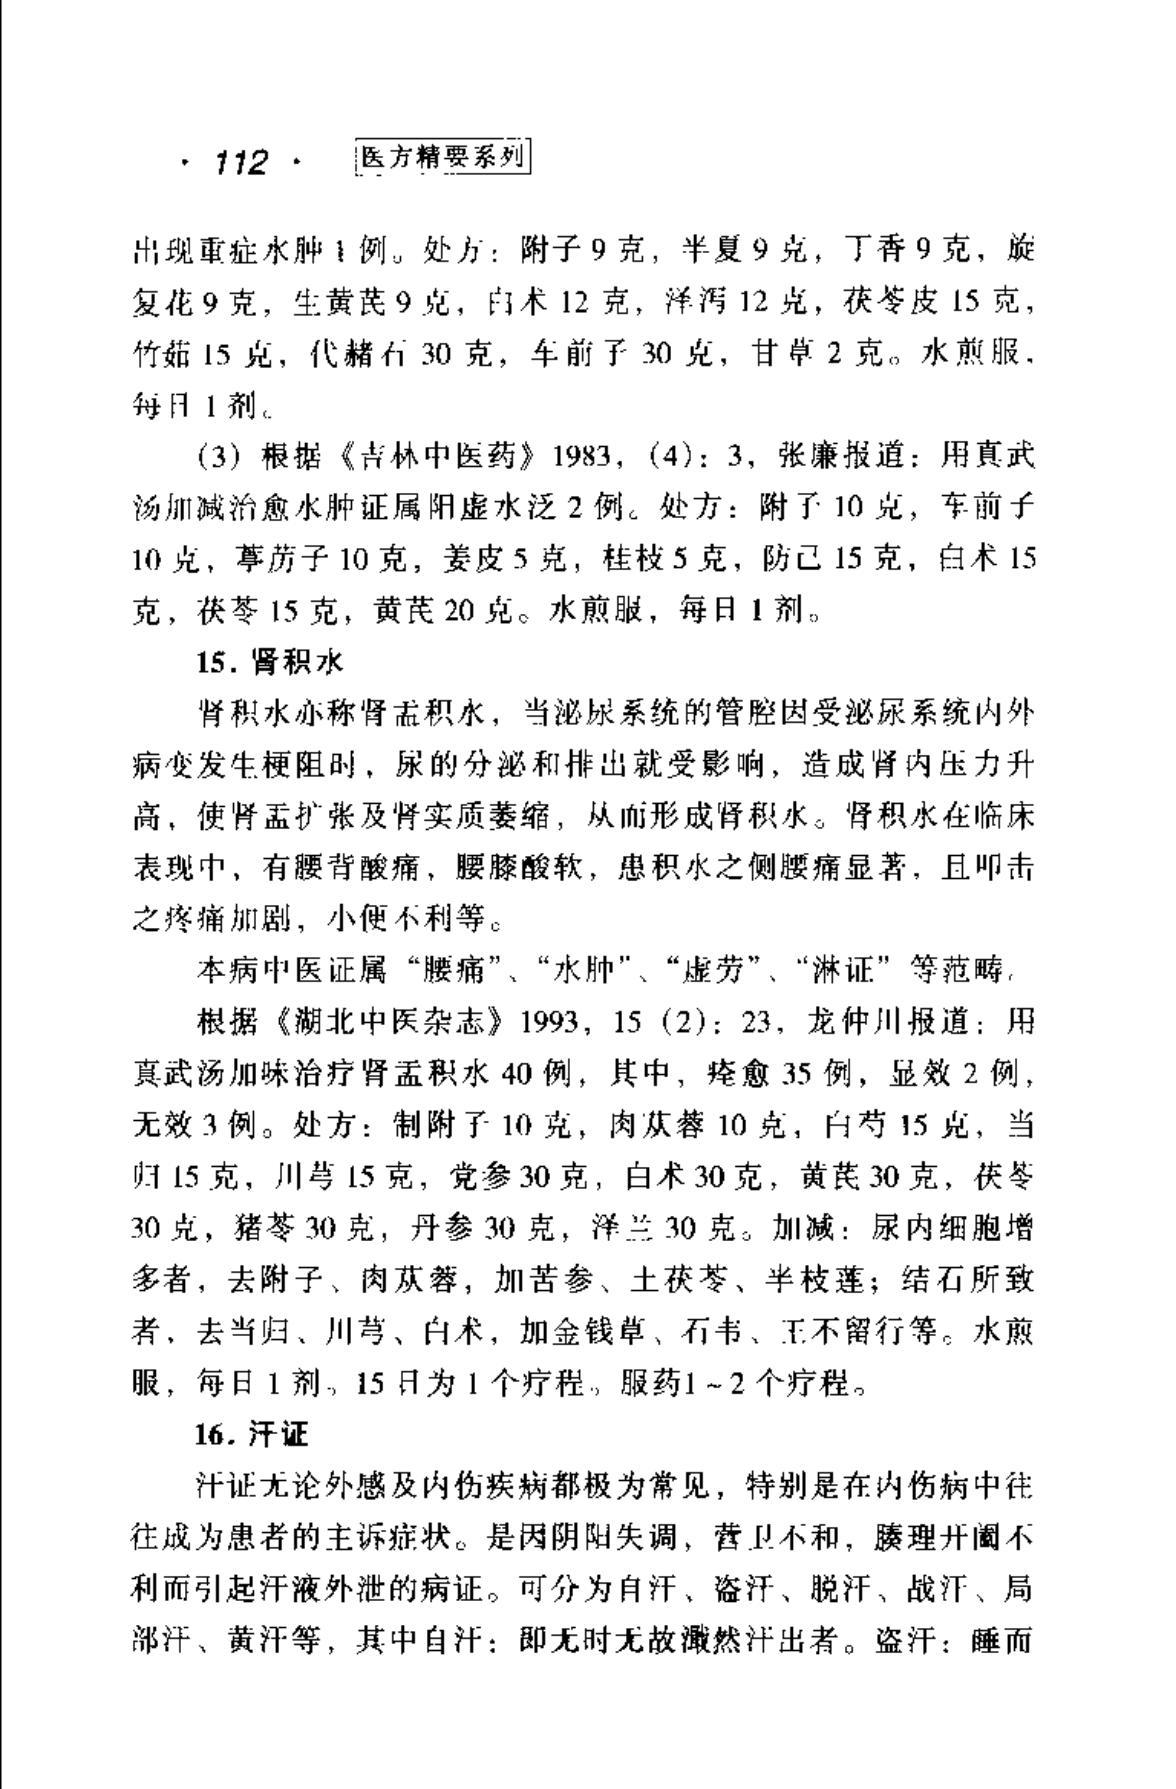 · 112 · 医方精要系列
出现重症水肿1例。处方：附子9克，半夏9克，丁香9克，旋
复花9克，生黄芪9克，白术12克，泽泻12克，茯苓皮15克，
竹茹15克，代赭石30克，车前子30克，甘草2克。水煎服，
每日1剂。
(3) 根据《吉林中医药》1983，(4)：3，张廉报道：用真武
汤加减治愈水肿证属阳虚水泛2例。处方：附子10克，车前子
10克，葶苈子10克，姜皮5克，桂枝5克，防己15克，白术15
克，茯苓15克，黄芪20克。水煎服，每日1剂。
15. 肾积水
肾积水亦称肾盂积水，当泌尿系统的管腔因受泌尿系统内外
病变发生梗阻时，尿的分泌和排出就受影响，造成肾内压力升
高，使肾盂扩张及肾实质萎缩，从而形成肾积水。肾积水在临床
表现中，有腰背酸痛，腰膝酸软，患积水之侧腰痛显著，且叩击
之疼痛加剧，小便不利等。
本病中医证属“腰痛”、“水肿”、“虚劳”、“淋证”等范畴。
根据《湖北中医杂志》1993，15（2）：23，龙仲川报道：用
真武汤加味治疗肾盂积水40例，其中，痊愈35例，显效2例，
无效3例。处方：制附子10克，肉苁蓉10克，白芍15克，当
归15克，川芎15克，党参30克，白术30克，黄芪30克，茯苓
30克，猪苓30克，丹参30克，泽兰30克。加减：尿内细胞增
多者，去附子、肉苁蓉，加苦参、土茯苓、半枝莲；结石所致
者，去当归、川芎、白术，加金钱草、石韦、王不留行等。水煎
服，每日1剂。15日为1个疗程。服药1～2个疗程。
16. 汗证
汗证无论外感及内伤疾病都极为常见，特别是在内伤病中往
往成为患者的主诉症状。是因阴阳失调，营卫不和，腠理开阖不
利而引起汗液外泄的病证。可分为自汗、盗汗、脱汗、战汗、局
部汗、黄汗等，其中自汗：即无时无故濈然汗出者。盗汗：睡而